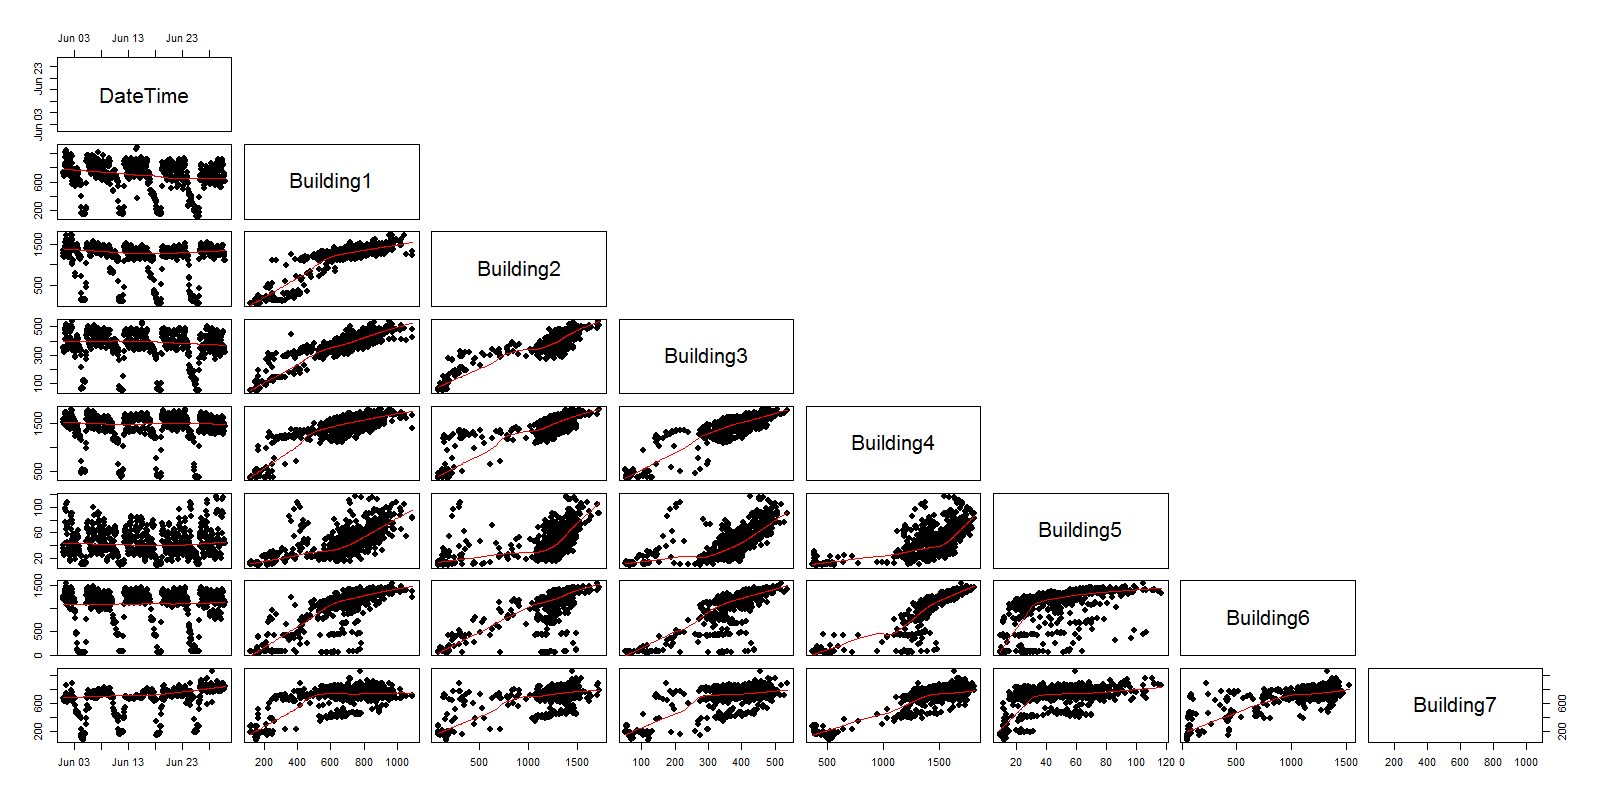 Jun 03 Jun 13 Jun 23
Jun 03 Jun 23
DateTime
200 600
Building1
500 1500
Building2
100 300 500
Building3
500 1500
Building4
20 60 100
Building5
0 500 1500
Building6
200 600
Building7
200 600
Jun 03 Jun 13 Jun 23
200 400 600 800 1000
500 1000 1500
100 200 300 400 500
500 1000 1500
20 40 60 80 100 120
0 500 1000 1500
200 400 600 800 1000